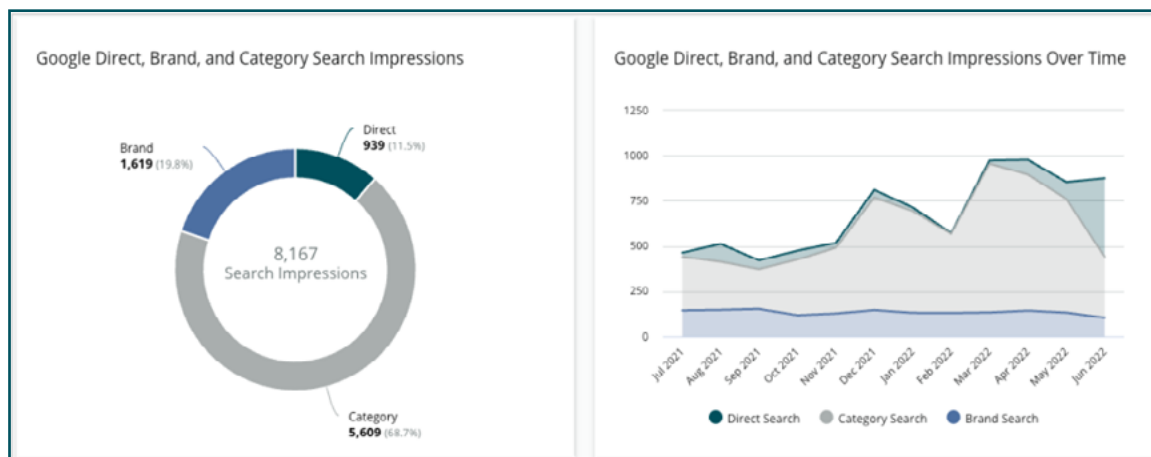 Google Direct, Brand, and Category Search Impressions
Direct
939 (11.5%)
Brand
1,619 (19.8%)
8,167
Search Impressions
Category
5,609 (68.7%)
Google Direct, Brand, and Category Search Impressions Over Time
1250
1000
750
500
250
0
Jul 2021
Aug 2021
Sep 2021
Oct 2021
Nov 2021
Dec 2021
Jan 2022
Feb 2022
Mar 2022
Apr 2022
May 2022
Jun 2022
Direct Search
Category Search
Brand Search